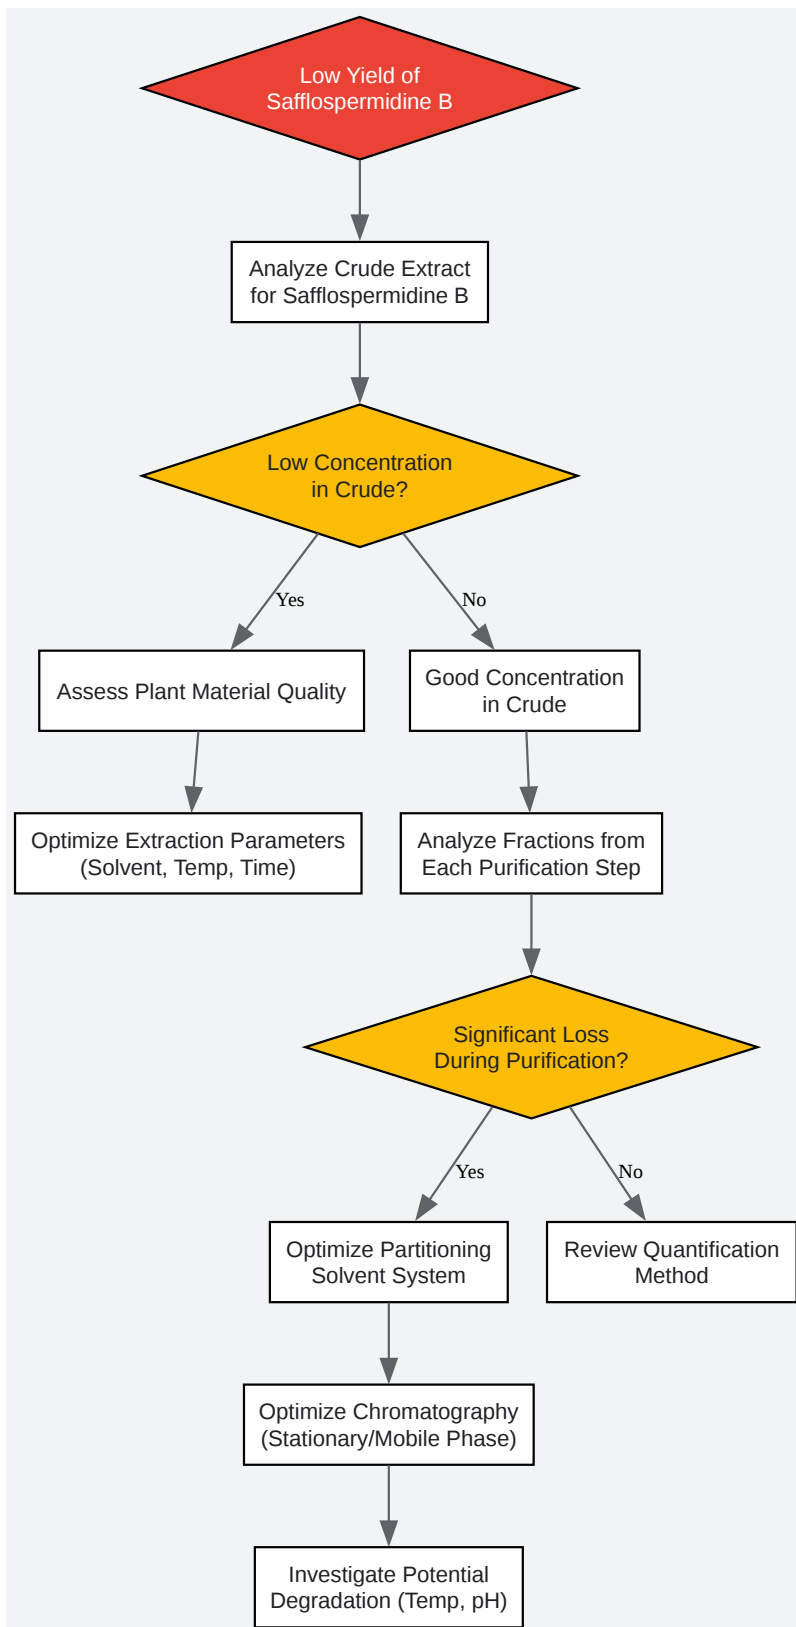 Low Yield of
Safflospermidine B
Analyze Crude Extract
for Safflospermidine B
Low Concentration
in Crude?
Yes
No
Assess Plant Material Quality
Good Concentration
in Crude
Optimize Extraction Parameters
(Solvent, Temp, Time)
Analyze Fractions from
Each Purification Step
Significant Loss
During Purification?
Yes
No
Optimize Partitioning
Solvent System
Review Quantification
Method
Optimize Chromatography
(Stationary/Mobile Phase)
Investigate Potential
Degradation (Temp, pH)